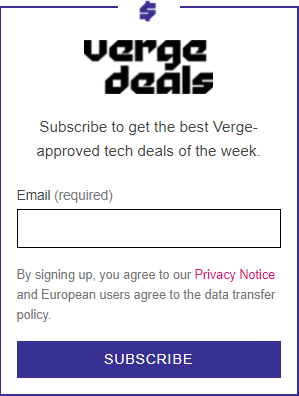 $
verge
deals
Subscribe to get the best Verge-
approved tech deals of the week.
Email (required)
By signing up, you agree to our Privacy Notice
and European users agree to the data transfer
policy.
SUBSCRIBE